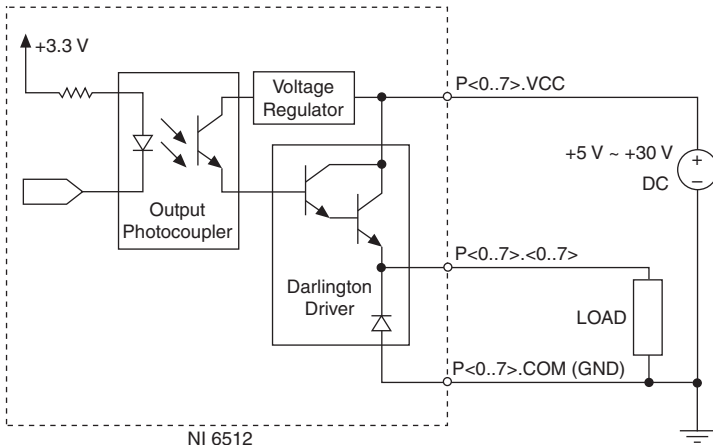 +3.3 V
Voltage
Regulator
P<0..7>.VCC
+5 V ~ +30 V
DC
+
−
Output
Photocoupler
P<0..7>.<0..7>
Darlington
Driver
LOAD
P<0..7>.COM (GND)
NI 6512